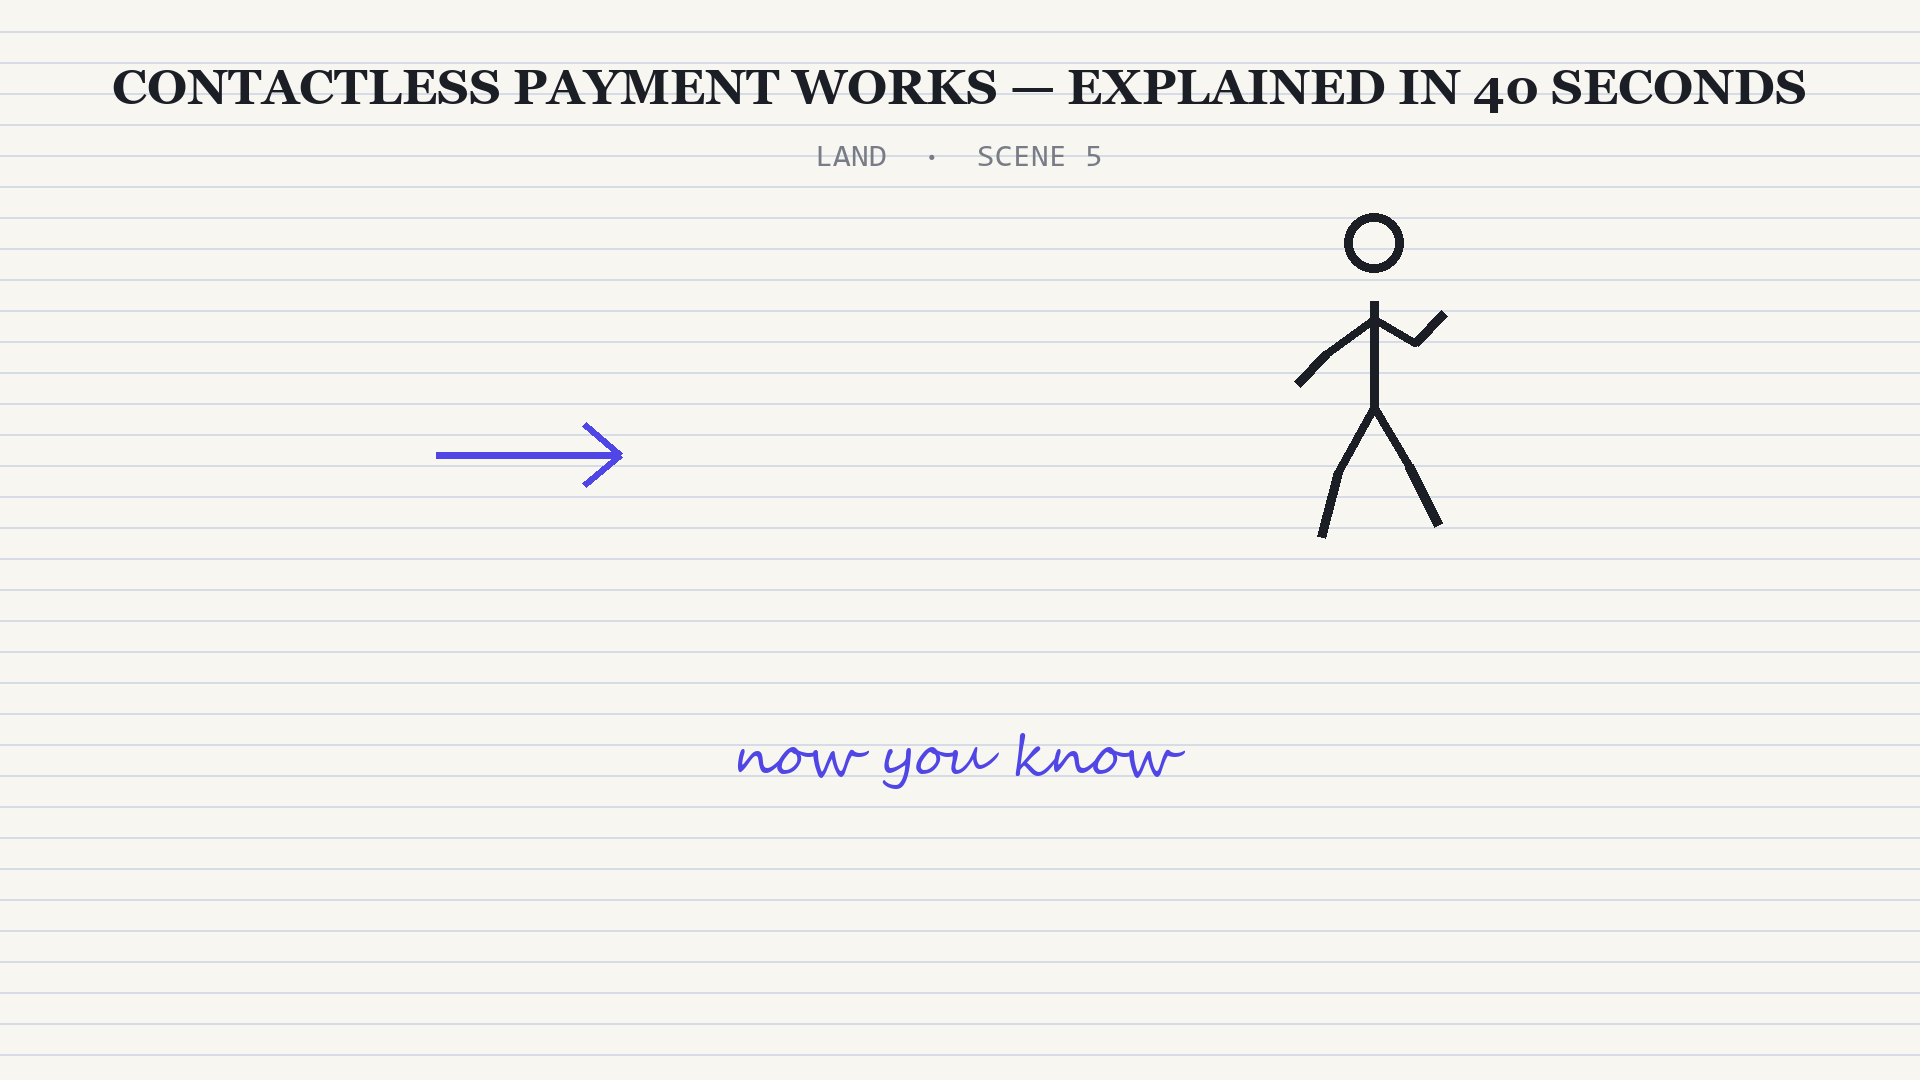 CONTACTLESS PAYMENT WORKS — EXPLAINED IN 40 SECONDS
LAND · SCENE 5
now you know